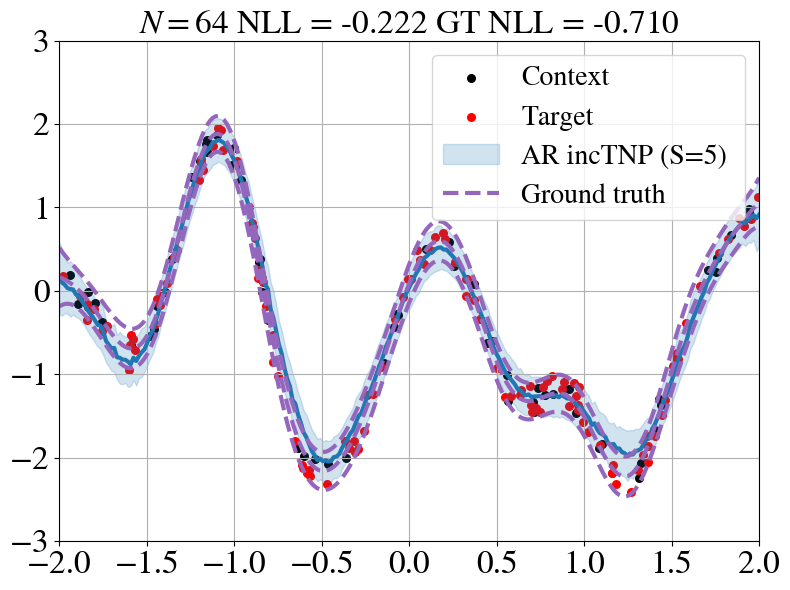 N = 64 NLL = -0.222 GT NLL = -0.710
3
2
1
0
−1
−2
−3
Context
Target
AR incTNP (S=5)
Ground truth
−2.0 −1.5 −1.0 −0.5 0.0 0.5 1.0 1.5 2.0